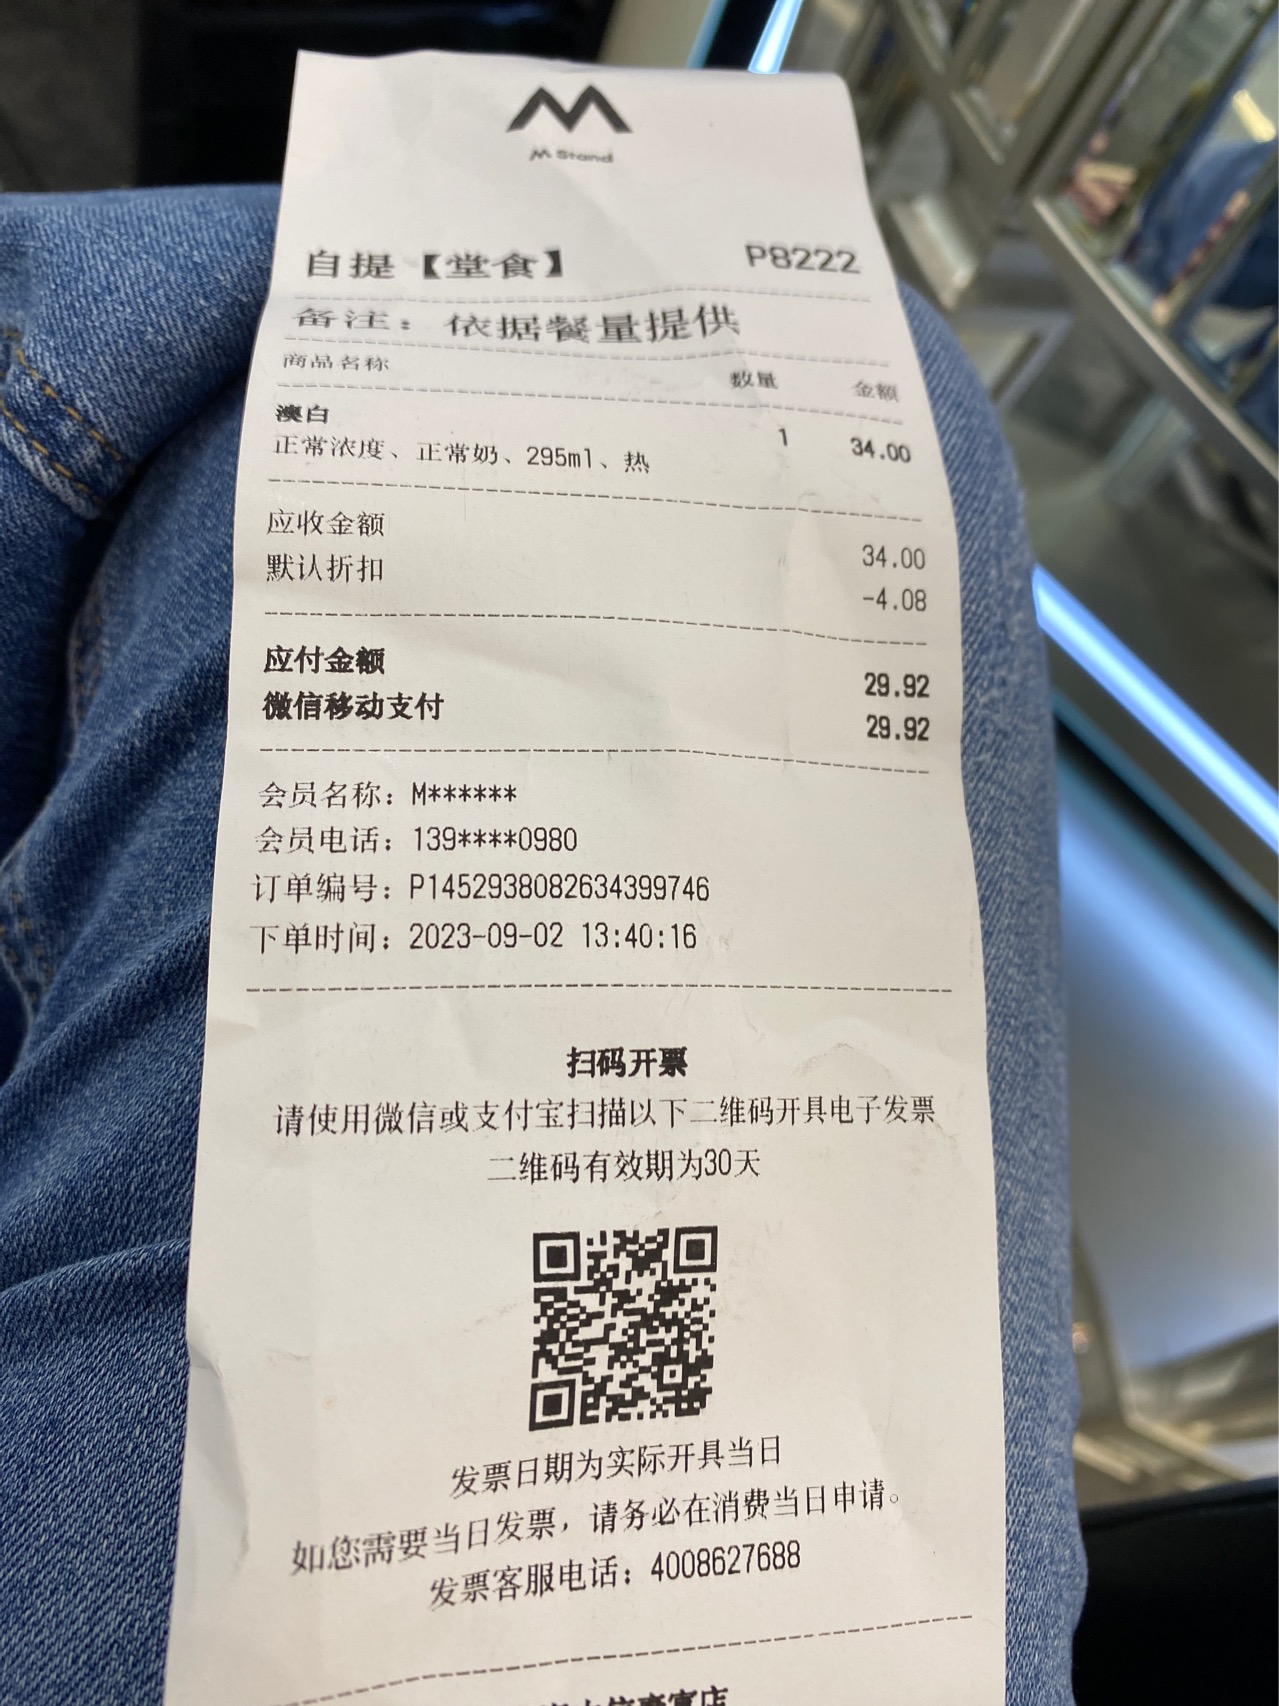 M Stand
自提【堂食】 P8222
备注：依据餐量提供
商品名称 数量 金额
澳白 1 34.00
正常浓度、正常奶、295ml、热
应收金额 34.00
默认折扣 -4.08
应付金额 29.92
微信移动支付 29.92
会员名称：M******
会员电话：139****0980
订单编号：P1452938082634399746
下单时间：2023-09-02 13:40:16
扫码开票
请使用微信或支付宝扫描以下二维码开具电子发票
二维码有效期为30天
发票日期为实际开具当日
如您需要当日发票，请务必在消费当日申请。
发票客服电话：4008627688